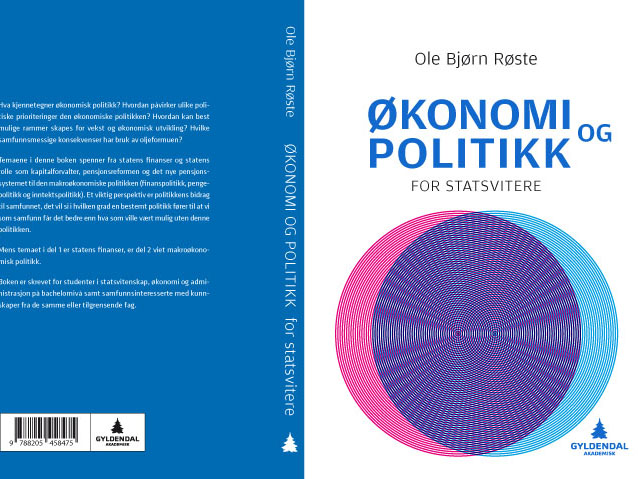 Hva kjennetegner økonomisk politikk? Hvordan påvirker ulike poli-
tiske prioriteringer den økonomiske politikken? Hvordan kan best
mulige rammer skapes for vekst og økonomisk utvikling? Hvilke
samfunnsmessige konsekvenser har bruk av oljeformuen?
Temaene i denne boken spenner fra statens finanser og statens
rolle som kapitalforvalter, pensjonsreformen og det nye pensjons-
systemet til den makroøkonomiske politikken (finanspolitikk, penge-
politikk og inntektspolitikk). Et viktig perspektiv er politikkens bidrag
til samfunnet, det vil si i hvilken grad en bestemt politikk fører til at vi
som samfunn får det bedre enn hva som ville vært mulig uten denne
politikken.
Mens temaet i del 1 er statens finanser, er del 2 viet makroøkono-
misk politikk.
Boken er skrevet for studenter i statsvitenskap, økonomi og admi-
nistrasjon på bachelornivå samt samfunnsinteresserte med kunn-
skaper fra de samme eller tilgrensende fag.
9 788205 458475
GYLDENDAL
AKADEMISK
Ole Bjørn Røste ØKONOMI OG POLITIKK for statsvitere
Ole Bjørn Røste
ØKONOMI OG
POLITIKK
FOR STATSVITERE
GYLDENDAL
AKADEMISK